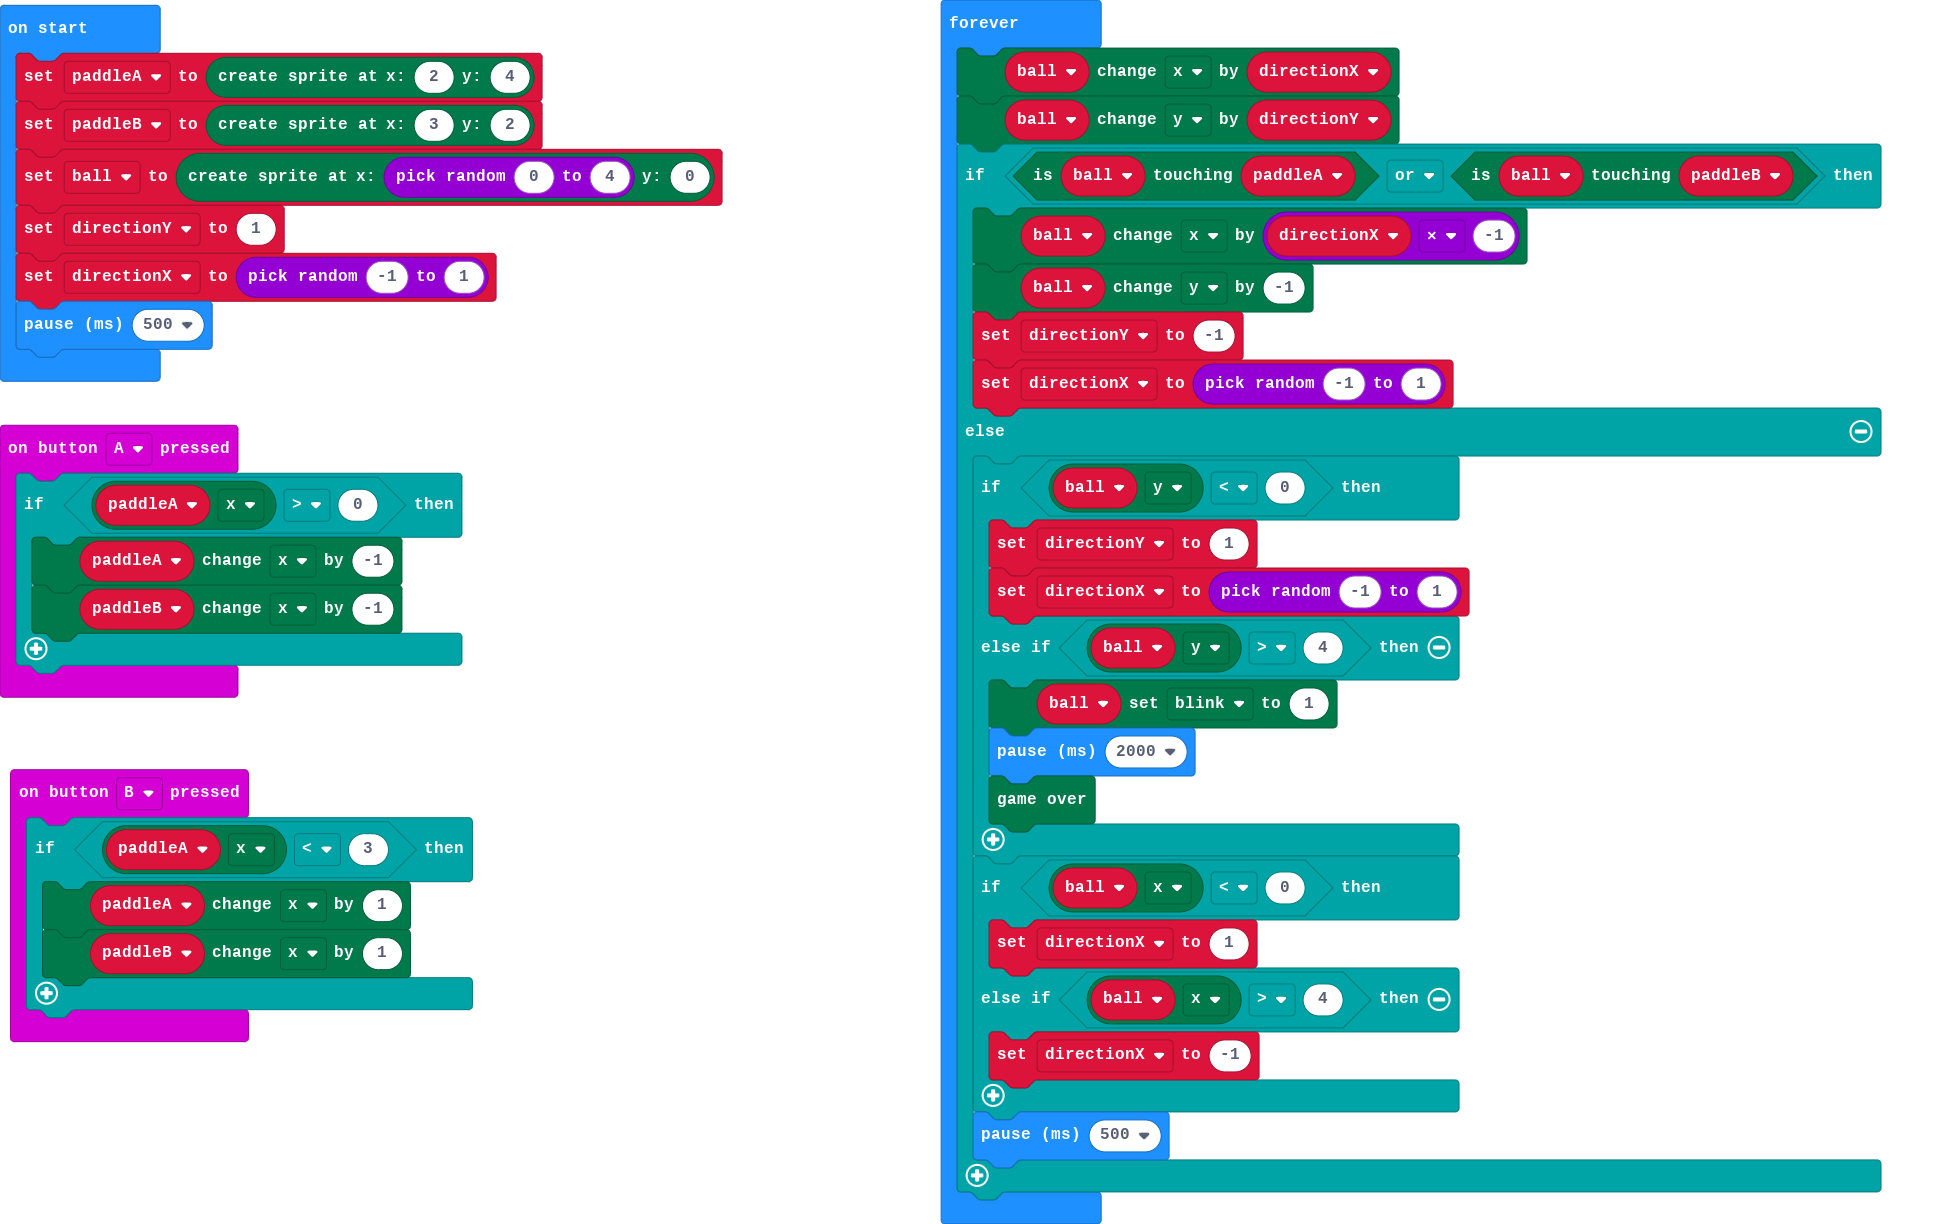 on start
set paddleA to create sprite at x: 2 y: 4
set paddleB to create sprite at x: 3 y: 2
set ball to create sprite at x: pick random 0 to 4 y: 0
set directionY to 1
set directionX to pick random -1 to 1
pause (ms) 500
on button A pressed
if paddleA x > 0 then
paddleA change x by -1
paddleB change x by -1
on button B pressed
if paddleA x < 3 then
paddleA change x by 1
paddleB change x by 1
forever
ball change x by directionX
ball change y by directionY
if is ball touching paddleA or is ball touching paddleB then
ball change x by directionX × -1
ball change y by -1
set directionY to -1
set directionX to pick random -1 to 1
else
if ball y < 0 then
set directionY to 1
set directionX to pick random -1 to 1
else if ball y > 4 then
ball set blink to 1
pause (ms) 2000
game over
if ball x < 0 then
set directionX to 1
else if ball x > 4 then
set directionX to -1
pause (ms) 500